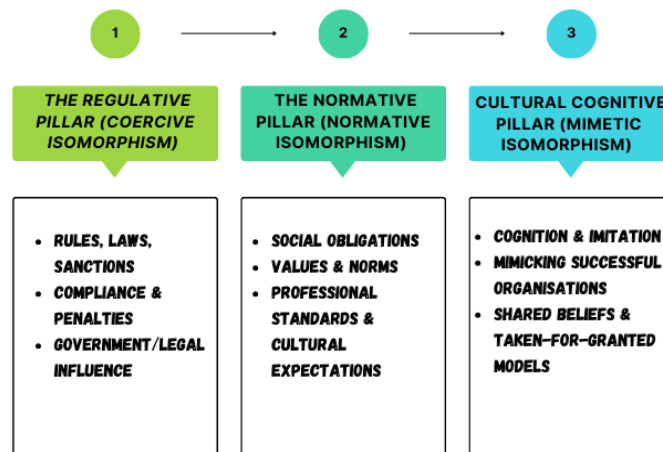 1
2
3
THE REGULATIVE
PILLAR (COERCIVE
ISOMORPHISM)
THE NORMATIVE
PILLAR (NORMATIVE
ISOMORPHISM)
CULTURAL COGNITIVE
PILLAR (MIMETIC
ISOMORPHISM)
• RULES, LAWS,
SANCTIONS
• COMPLIANCE &
PENALTIES
• GOVERNMENT/LEGAL
INFLUENCE
• SOCIAL OBLIGATIONS
• VALUES & NORMS
• PROFESSIONAL
STANDARDS &
CULTURAL
EXPECTATIONS
• COGNITION & IMITATION
• MIMICKING SUCCESSFUL
ORGANISATIONS
• SHARED BELIEFS &
TAKEN-FOR-GRANTED
MODELS